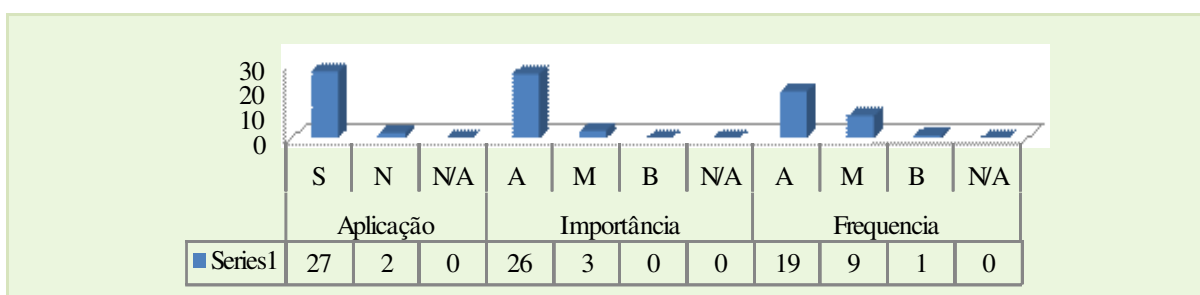 30
20
10
0
S N N/A A M B N/A A M B N/A
Aplicação Importância Frequencia
Series1 27 2 0 26 3 0 0 19 9 1 0